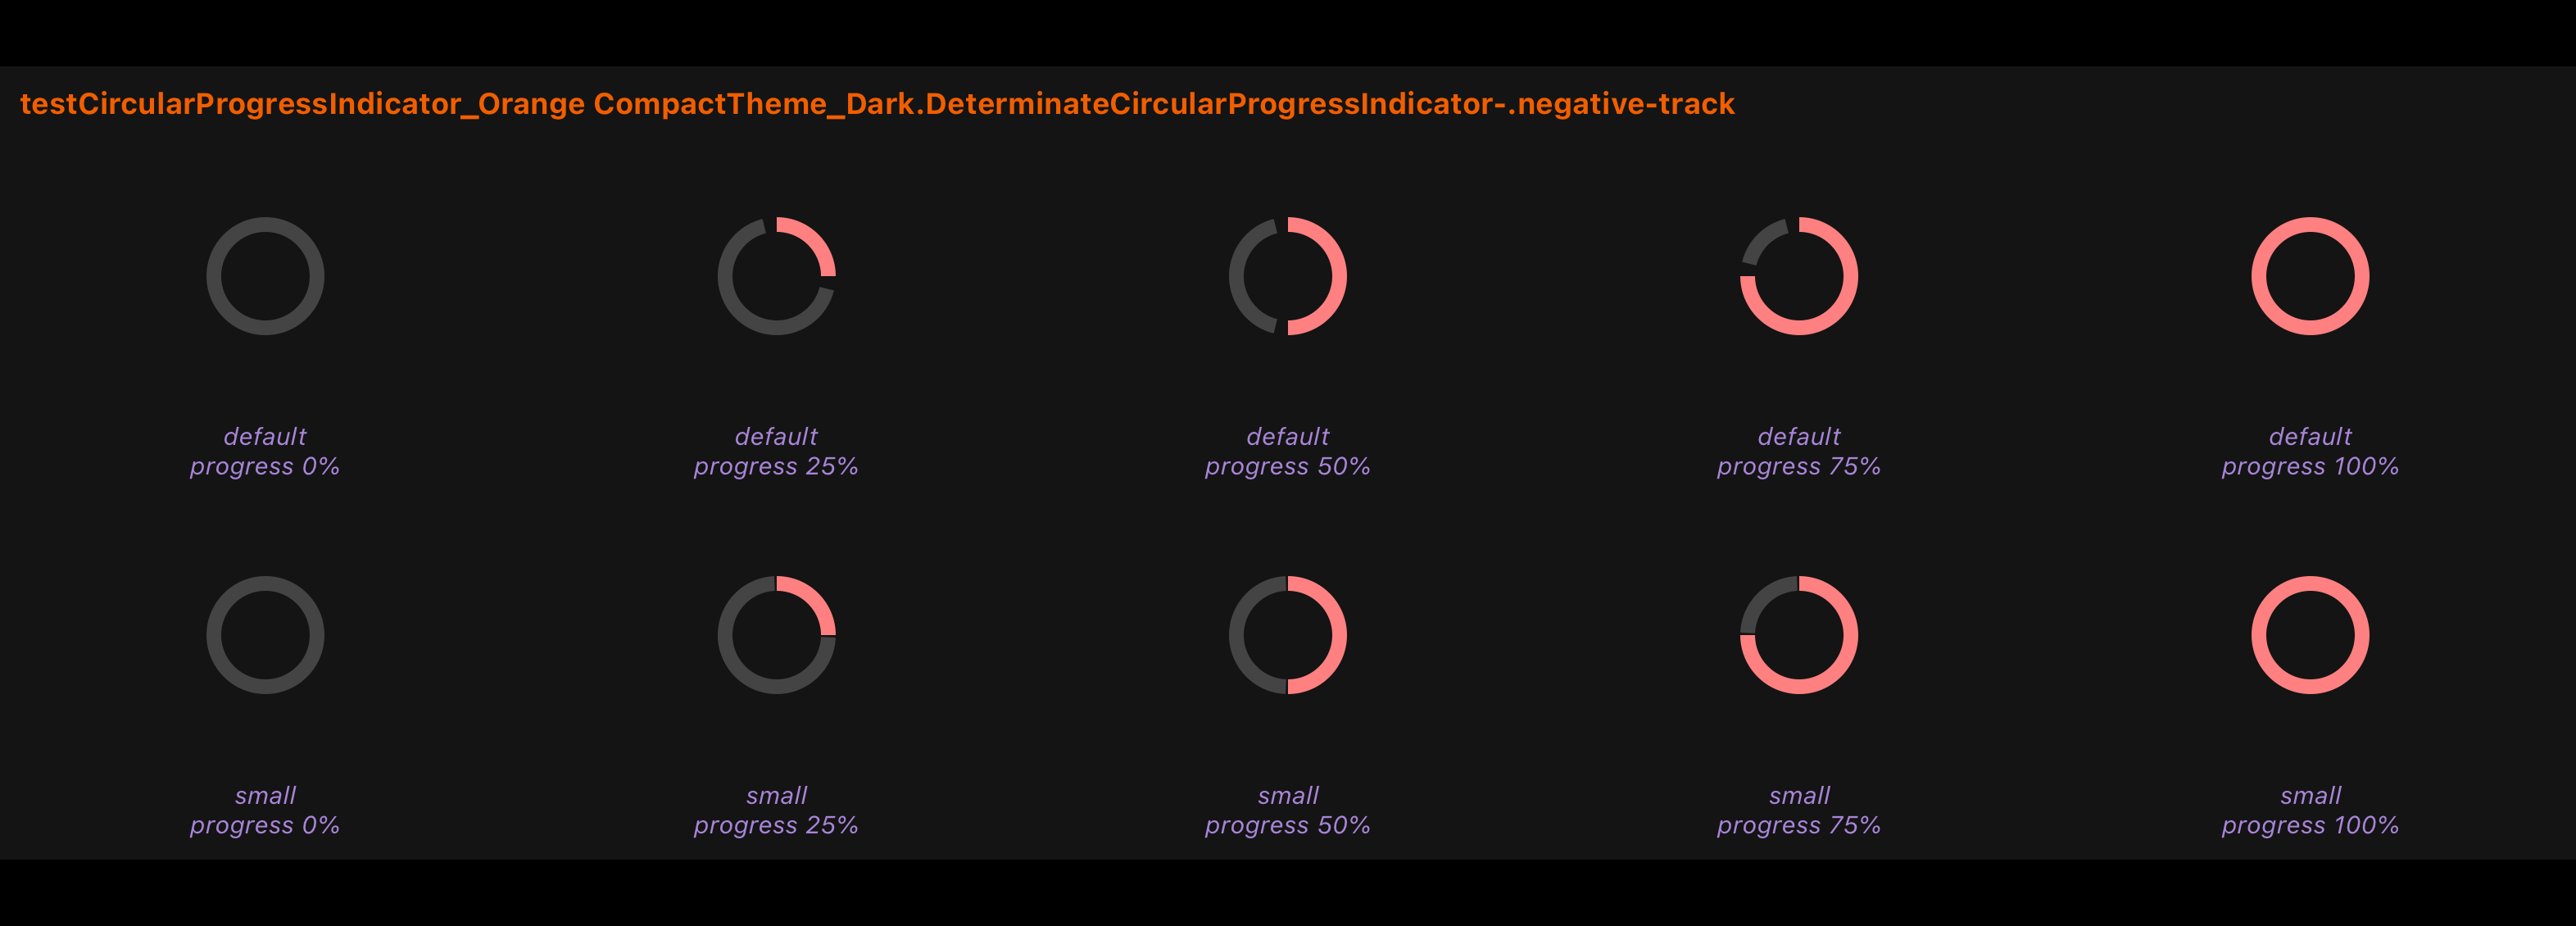 testCircularProgressIndicator_Orange CompactTheme_Dark.DeterminateCircularProgressIndicator-.negative-track
default
progress 0%
default
progress 25%
default
progress 50%
default
progress 75%
default
progress 100%
small
progress 0%
small
progress 25%
small
progress 50%
small
progress 75%
small
progress 100%